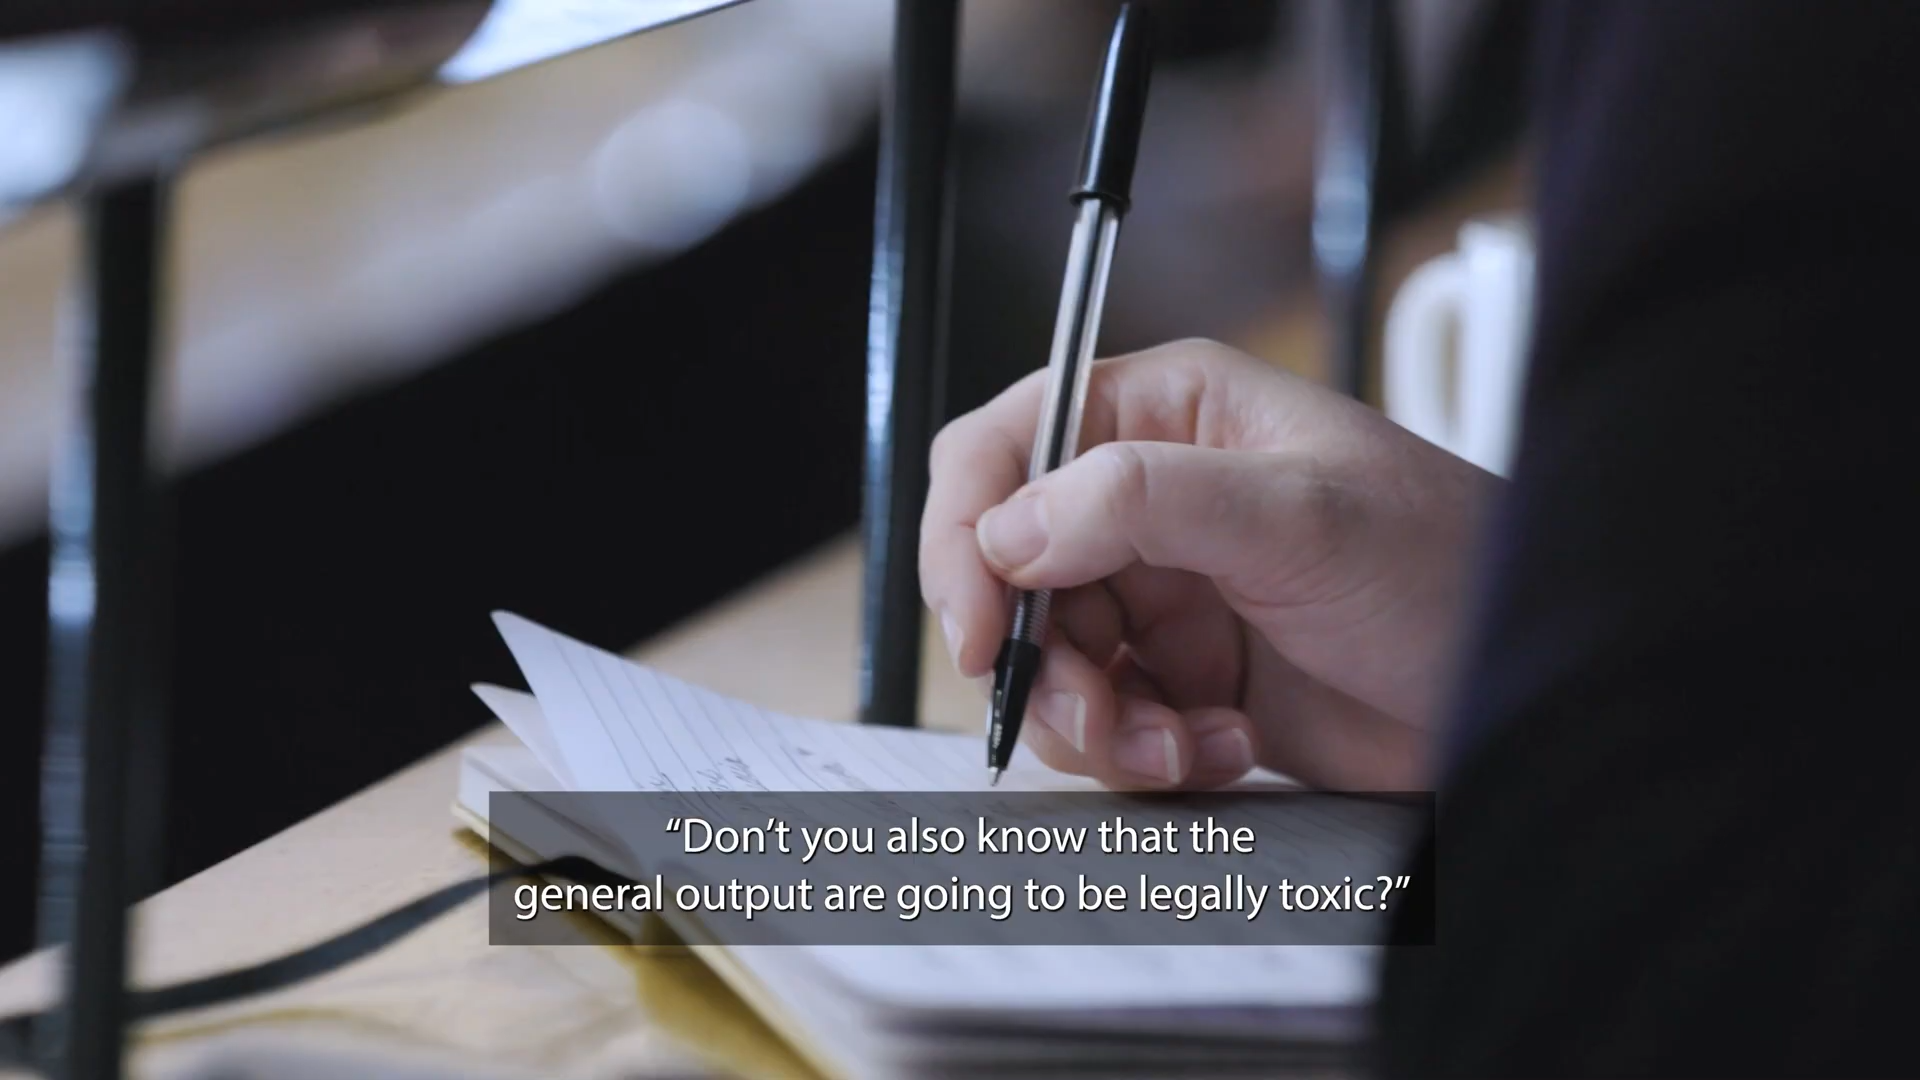 “Don’t you also know that the
general output are going to be legally toxic?”